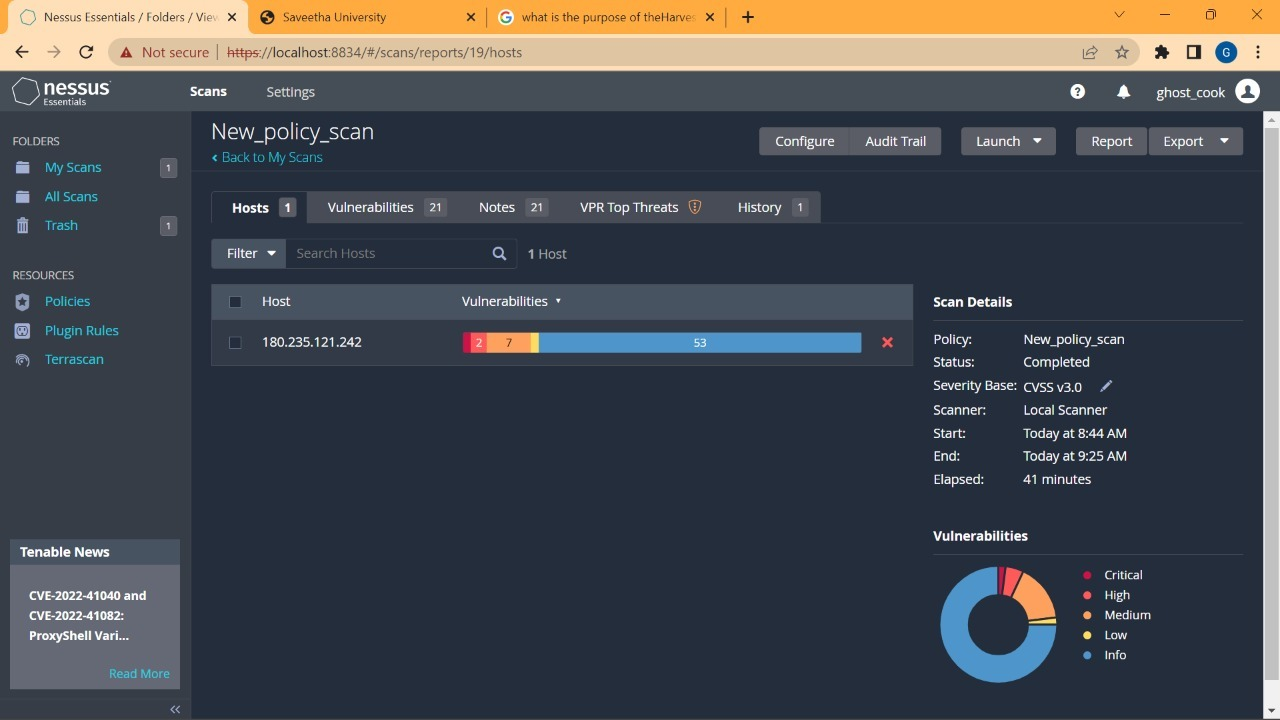 Nessus Essentials / Folders / View
Saveetha University
what is the purpose of theHarves
Not secure
https://localhost:8834/#/scans/reports/19/hosts
G
nessus
Essentials
Scans
Settings
ghost_cook
FOLDERS
My Scans 1
All Scans
Trash 1
RESOURCES
Policies
Plugin Rules
Terrascan
Tenable News
CVE-2022-41040 and
CVE-2022-41082:
ProxyShell Vari...
Read More
New_policy_scan
Back to My Scans
Configure
Audit Trail
Launch
Report
Export
Hosts 1
Vulnerabilities 21
Notes 21
VPR Top Threats
History 1
Filter
Search Hosts
1 Host
Host
Vulnerabilities
180.235.121.242
2 7 53
Scan Details
Policy: New_policy_scan
Status: Completed
Severity Base: CVSS v3.0
Scanner: Local Scanner
Start: Today at 8:44 AM
End: Today at 9:25 AM
Elapsed: 41 minutes
Vulnerabilities
Critical
High
Medium
Low
Info